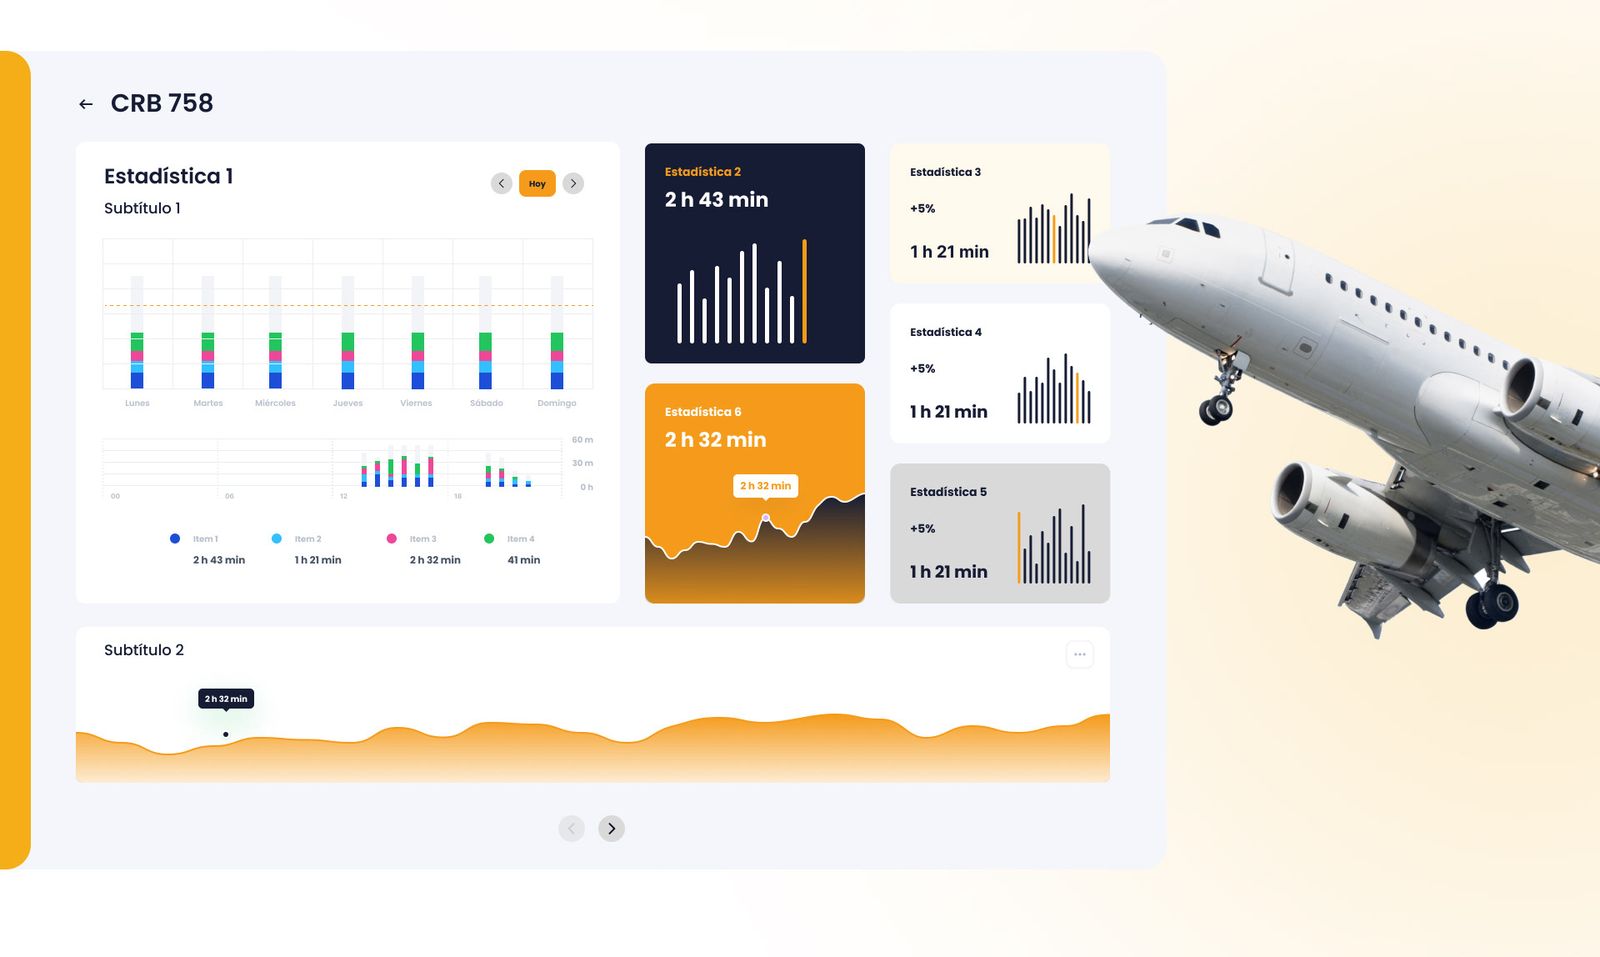 CRB 758
Estadística 1
Hoy
Subtítulo 1
Lunes Martes Miércoles Jueves Viernes Sábado Domingo
60 m
30 m
0 h
00 06 12 18
Item 1 Item 2 Item 3 Item 4
2 h 43 min 1 h 21 min 2 h 32 min 41 min
Estadística 2
2 h 43 min
Estadística 6
2 h 32 min
2 h 32 min
Estadística 3
+5%
1 h 21 min
Estadística 4
+5%
1 h 21 min
Estadística 5
+5%
1 h 21 min
Subtítulo 2
2 h 32 min